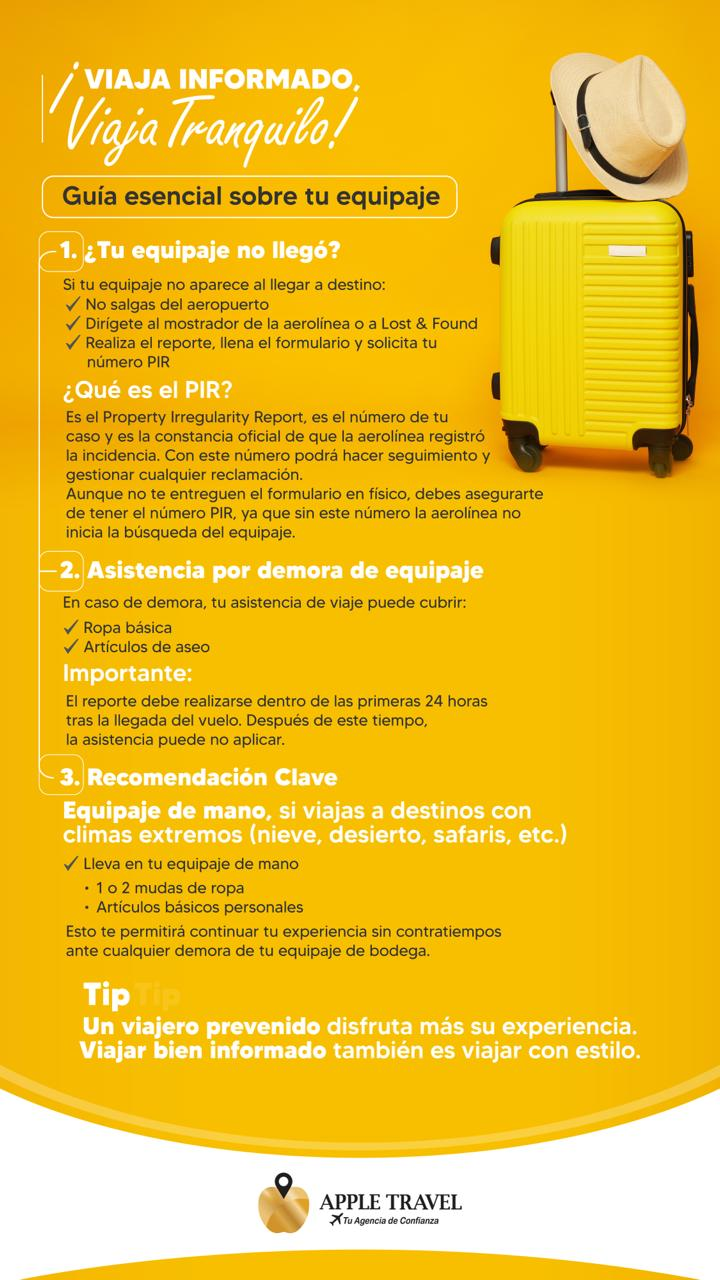 ¡VIAJA INFORMADO,
Viaja Tranquilo!
Guía esencial sobre tu equipaje
1. ¿Tu equipaje no llegó?
Si tu equipaje no aparece al llegar a destino:
✓ No salgas del aeropuerto
✓ Dirígete al mostrador de la aerolínea o a Lost & Found
✓ Realiza el reporte, llena el formulario y solicita tu
número PIR
¿Qué es el PIR?
Es el Property Irregularity Report, es el número de tu
caso y es la constancia oficial de que la aerolínea registró
la incidencia. Con este número podrá hacer seguimiento y
gestionar cualquier reclamación.
Aunque no te entreguen el formulario en físico, debes asegurarte
de tener el número PIR, ya que sin este número la aerolínea no
inicia la búsqueda del equipaje.
2. Asistencia por demora de equipaje
En caso de demora, tu asistencia de viaje puede cubrir:
✓ Ropa básica
✓ Artículos de aseo
Importante:
El reporte debe realizarse dentro de las primeras 24 horas
tras la llegada del vuelo. Después de este tiempo,
la asistencia puede no aplicar.
3. Recomendación Clave
Equipaje de mano, si viajas a destinos con
climas extremos (nieve, desierto, safaris, etc.)
✓ Lleva en tu equipaje de mano
• 1 o 2 mudas de ropa
• Artículos básicos personales
Esto te permitirá continuar tu experiencia sin contratiempos
ante cualquier demora de tu equipaje de bodega.
Tip Tip
Un viajero prevenido disfruta más su experiencia.
Viajar bien informado también es viajar con estilo.
APPLE TRAVEL
Tu Agencia de Confianza